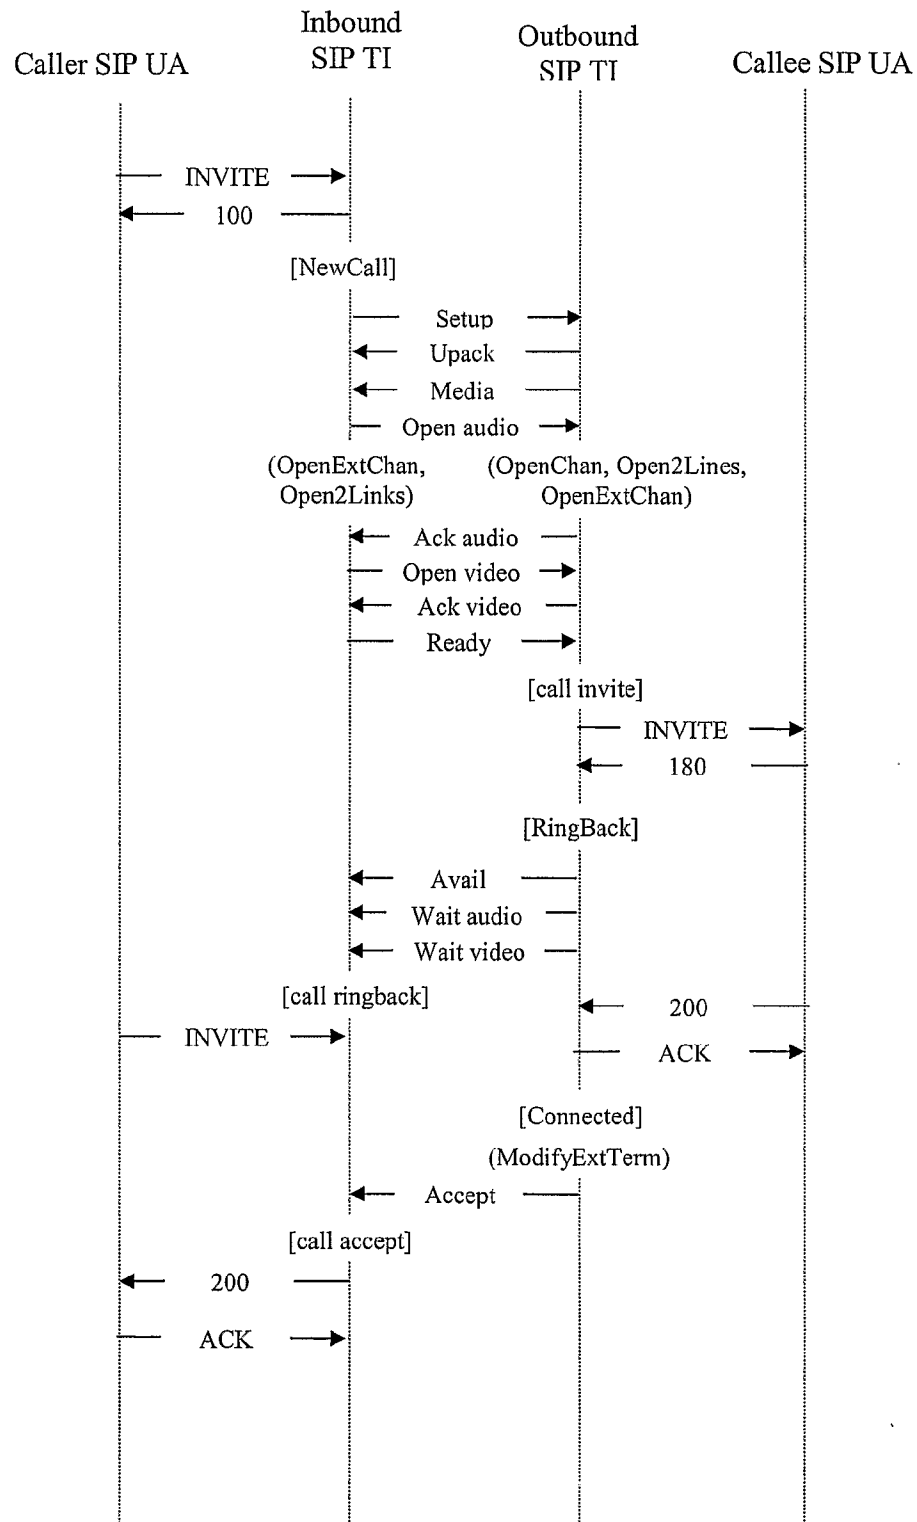 Inbound
SIP TI
Outbound
SIP TI
Caller SIP UA
Callee SIP UA
INVITE
100
[NewCall]
Setup
Upack
Media
Open audio
(OpenExtChan,
Open2Links)
(OpenChan, Open2Lines,
OpenExtChan)
Ack audio
Open video
Ack video
Ready
[call invite]
INVITE
180
[RingBack]
Avail
Wait audio
Wait video
[call ringback]
200
INVITE
ACK
[Connected]
(ModifyExtTerm)
Accept
[call accept]
200
ACK